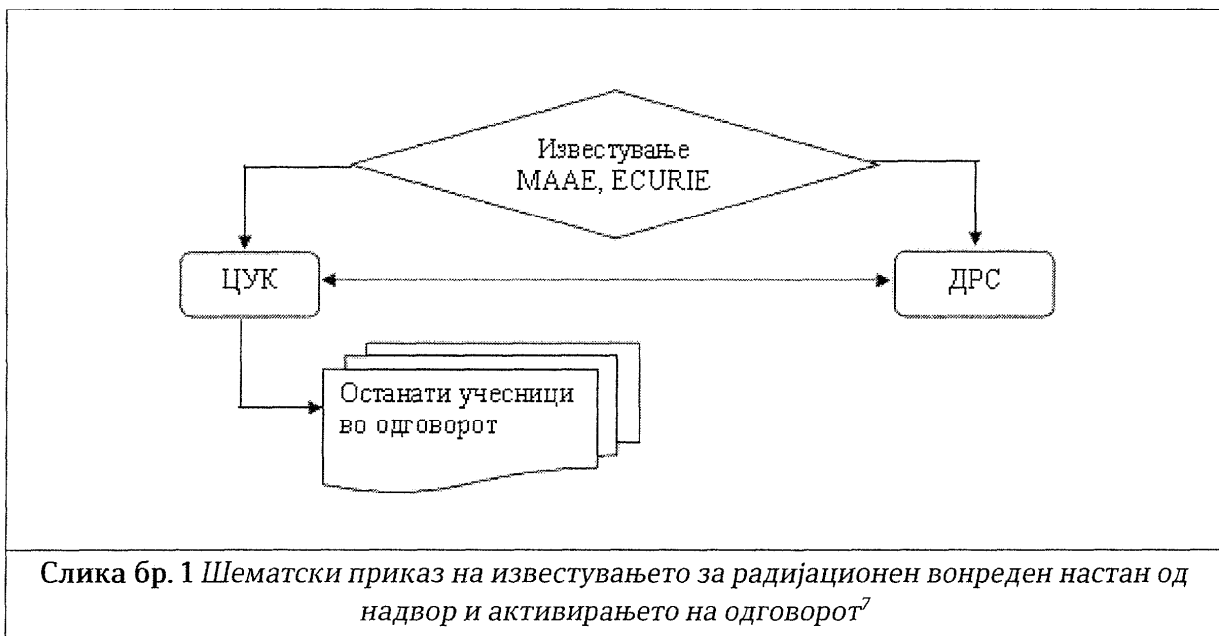 Известување
МААЕ, ECURIE
ЦУК
ДРС
Останати учесници
во одговорот
Слика бр. 1 Шематски приказ на известувањето за радијационен вонреден настан од
надвор и активирањето на одговорот7